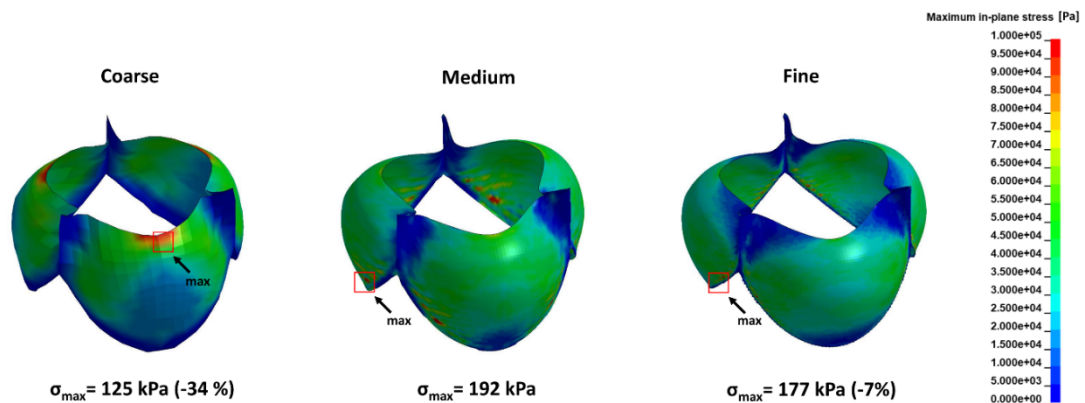 Maximum in-plane stress [Pa]
Coarse
Medium
Fine
1.000e+05
9.500e+04
9.000e+04
8.500e+04
8.000e+04
7.500e+04
7.000e+04
6.500e+04
6.000e+04
5.500e+04
5.000e+04
4.500e+04
4.000e+04
3.500e+04
3.000e+04
2.500e+04
2.000e+04
1.500e+04
1.000e+04
5.000e+03
0.000e+00
max
max
max
σmax= 125 kPa (-34 %)
σmax= 192 kPa
σmax= 177 kPa (-7%)